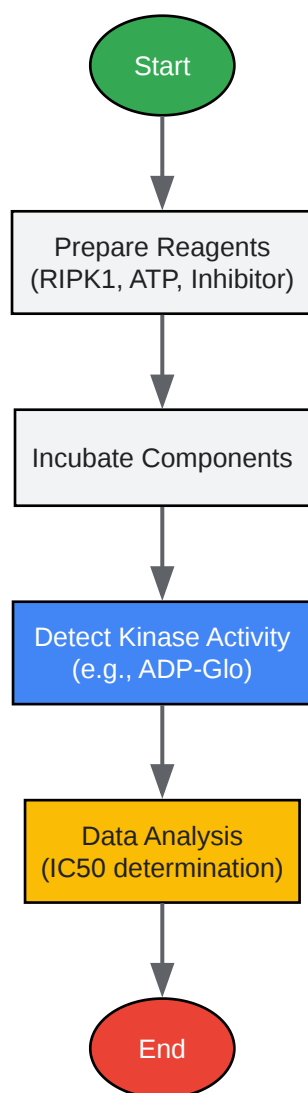 Start
Prepare Reagents
(RIPK1, ATP, Inhibitor)
Incubate Components
Detect Kinase Activity
(e.g., ADP-Glo)
Data Analysis
(IC50 determination)
End